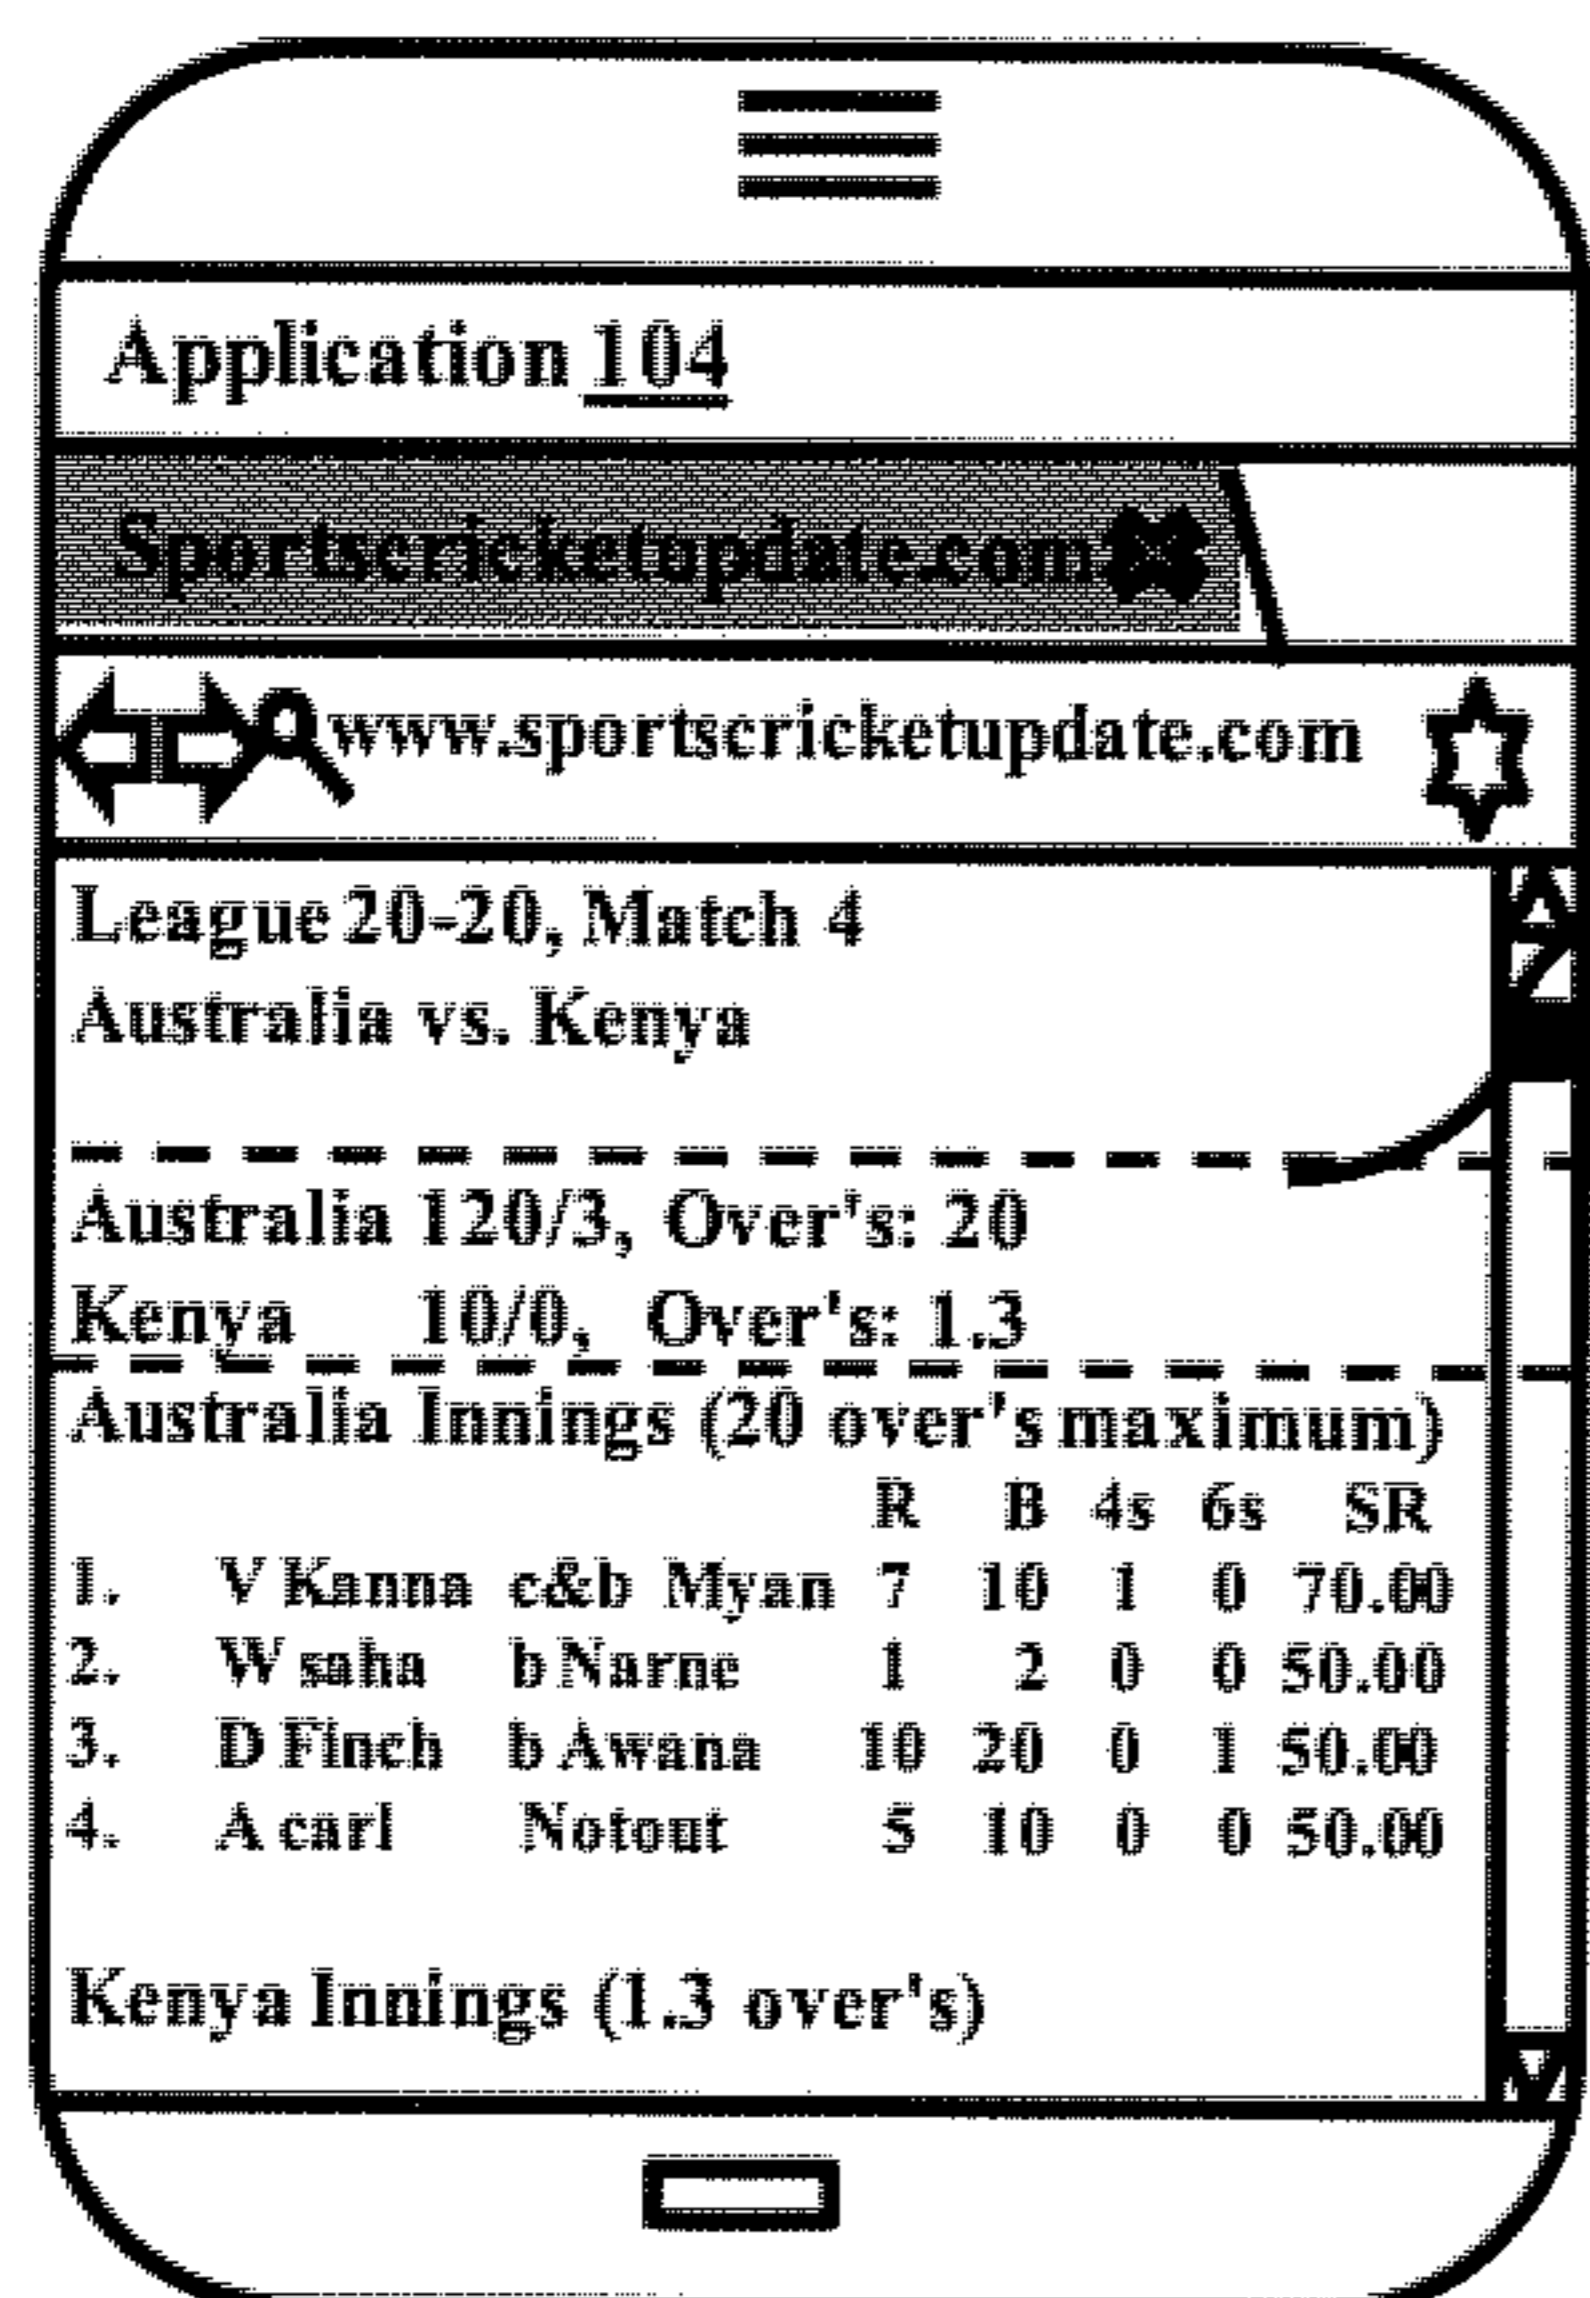 Application 104
Sportscricketupdate.com
www.sportscricketupdate.com
League 20-20, Match 4
Australia vs. Kenya
Australia 120/3, Over's: 20
Kenya 10/0, Over's: 1.3
Australia Innings (20 over's maximum)
R B 4s 6s SR
1. V Kanna c&b Myan 7 10 1 0 70.00
2. W saha b Narne 1 2 0 0 50.00
3. D Finch b Awana 10 20 0 1 50.00
4. A carl Notout 5 10 0 0 50.00
Kenya Innings (1.3 over's)